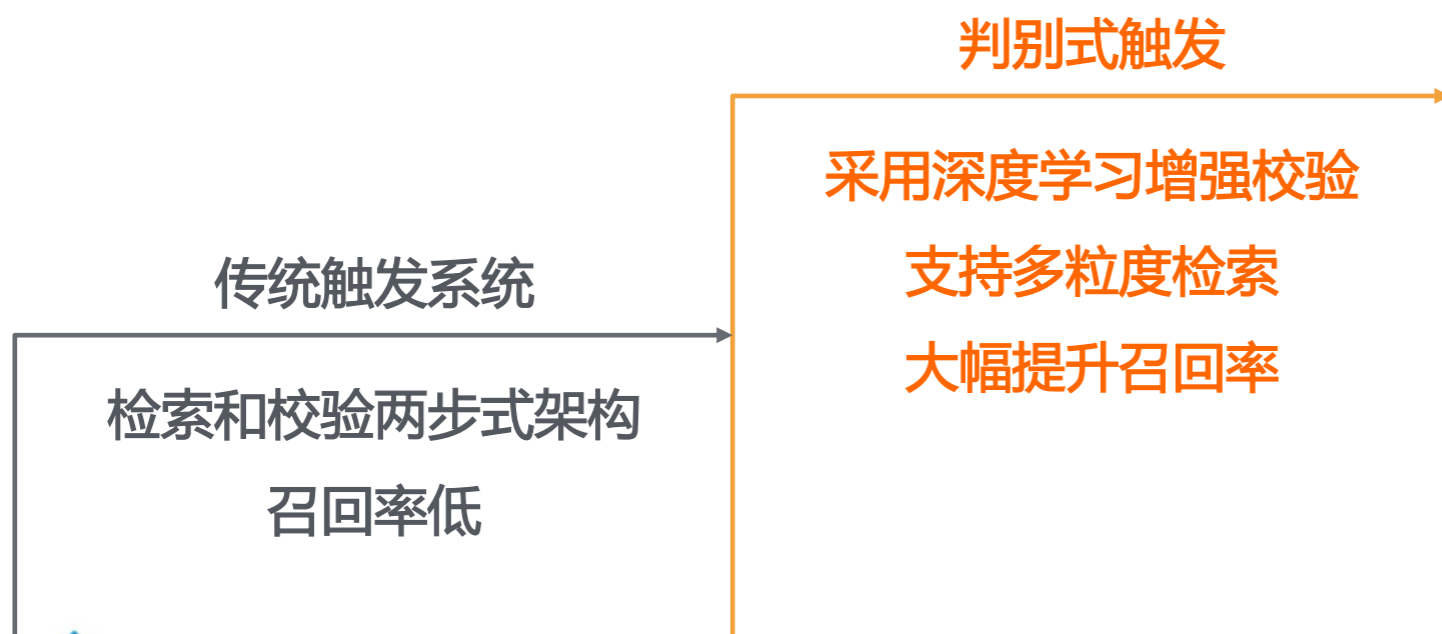 判别式触发
采用深度学习增强校验
支持多粒度检索
大幅提升召回率
传统触发系统
检索和校验两步式架构
召回率低